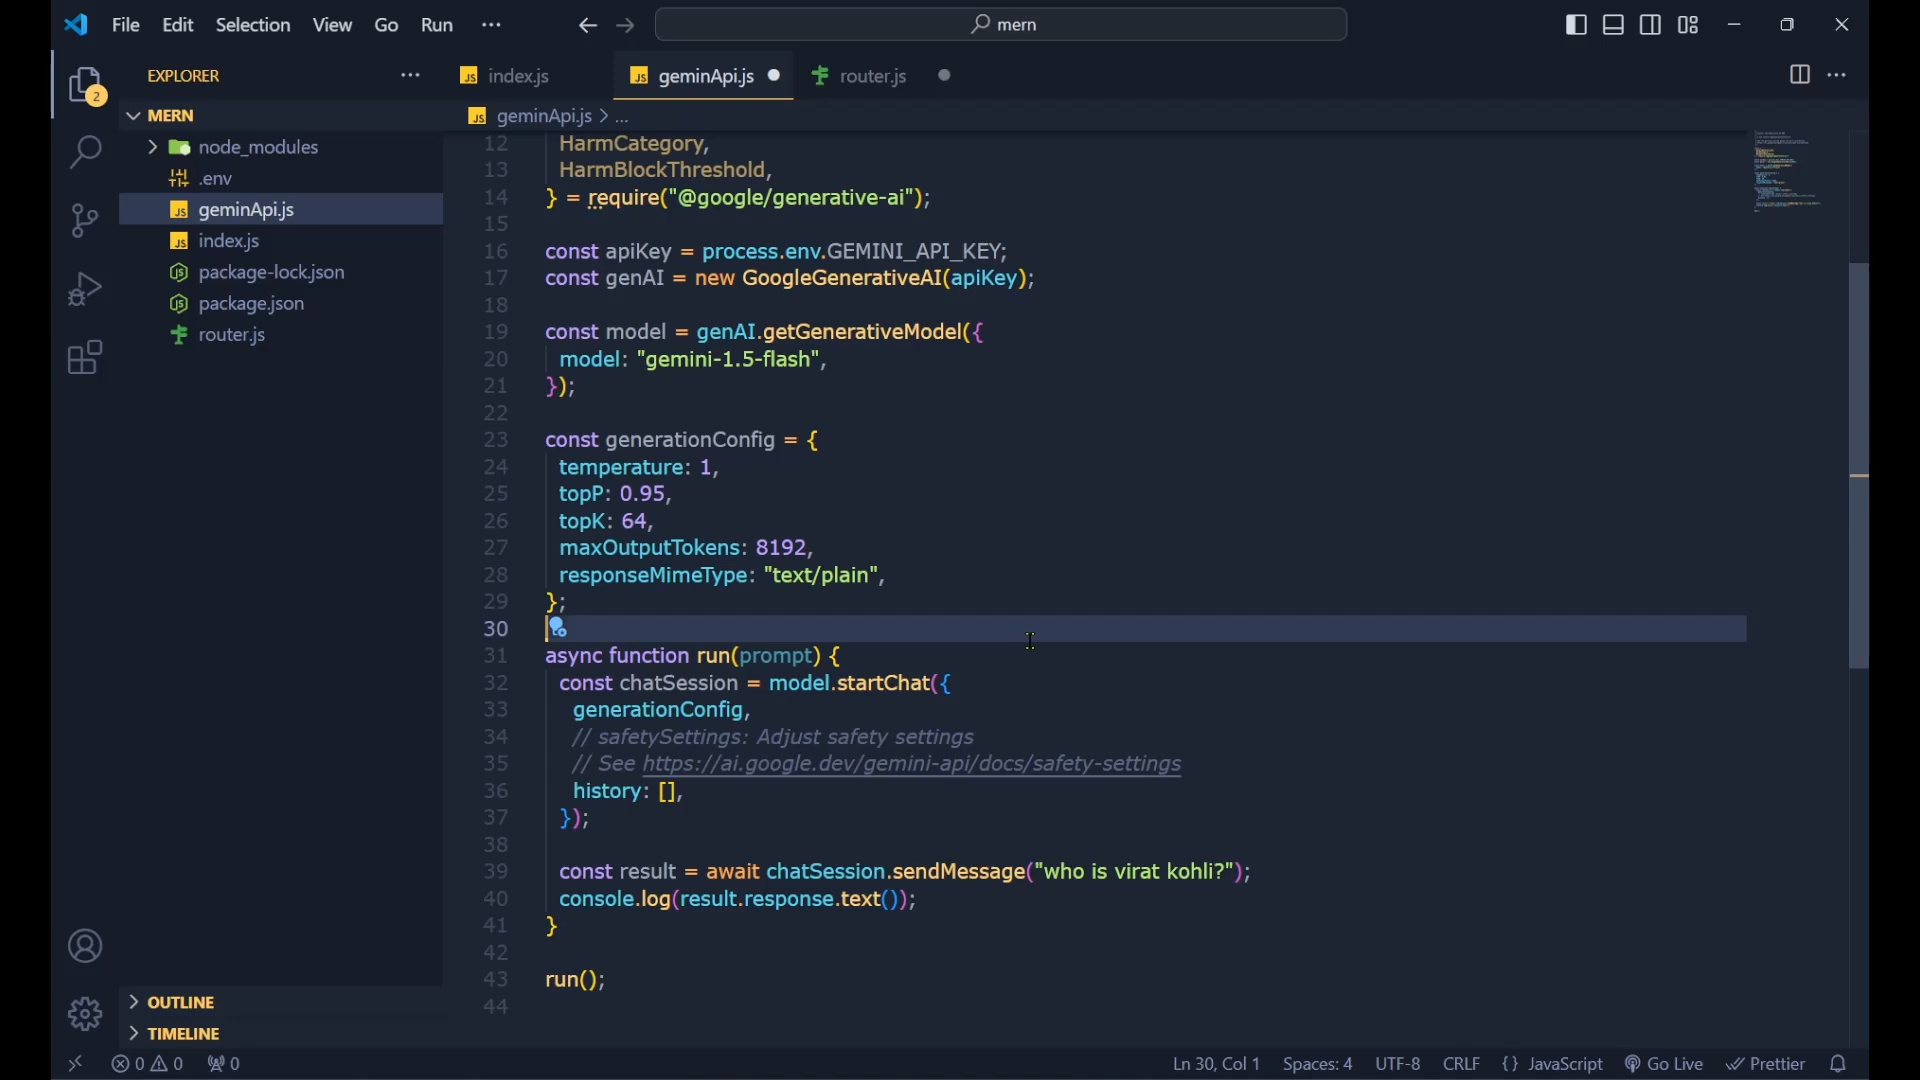 File Edit Selection View Go Run ...
mern
EXPLORER ...
index.js
geminApi.js
router.js
MERN
geminApi.js > ...
node_modules
.env
geminApi.js
index.js
package-lock.json
package.json
router.js
12 HarmCategory,
13 HarmBlockThreshold,
14 } = require("@google/generative-ai");
15
16 const apiKey = process.env.GEMINI_API_KEY;
17 const genAI = new GoogleGenerativeAI(apiKey);
18
19 const model = genAI.getGenerativeModel({
20 model: "gemini-1.5-flash",
21 });
22
23 const generationConfig = {
24 temperature: 1,
25 topP: 0.95,
26 topK: 64,
27 maxOutputTokens: 8192,
28 responseMimeType: "text/plain",
29 };
30
31 async function run(prompt) {
32 const chatSession = model.startChat({
33 generationConfig,
34 // safetySettings: Adjust safety settings
35 // See https://ai.google.dev/gemini-api/docs/safety-settings
36 history: [],
37 });
38
39 const result = await chatSession.sendMessage("who is virat kohli?");
40 console.log(result.response.text());
41 }
42
43 run();
44
2
OUTLINE
TIMELINE
0 0 0
Ln 30, Col 1 Spaces: 4 UTF-8 CRLF {} JavaScript Go Live Prettier